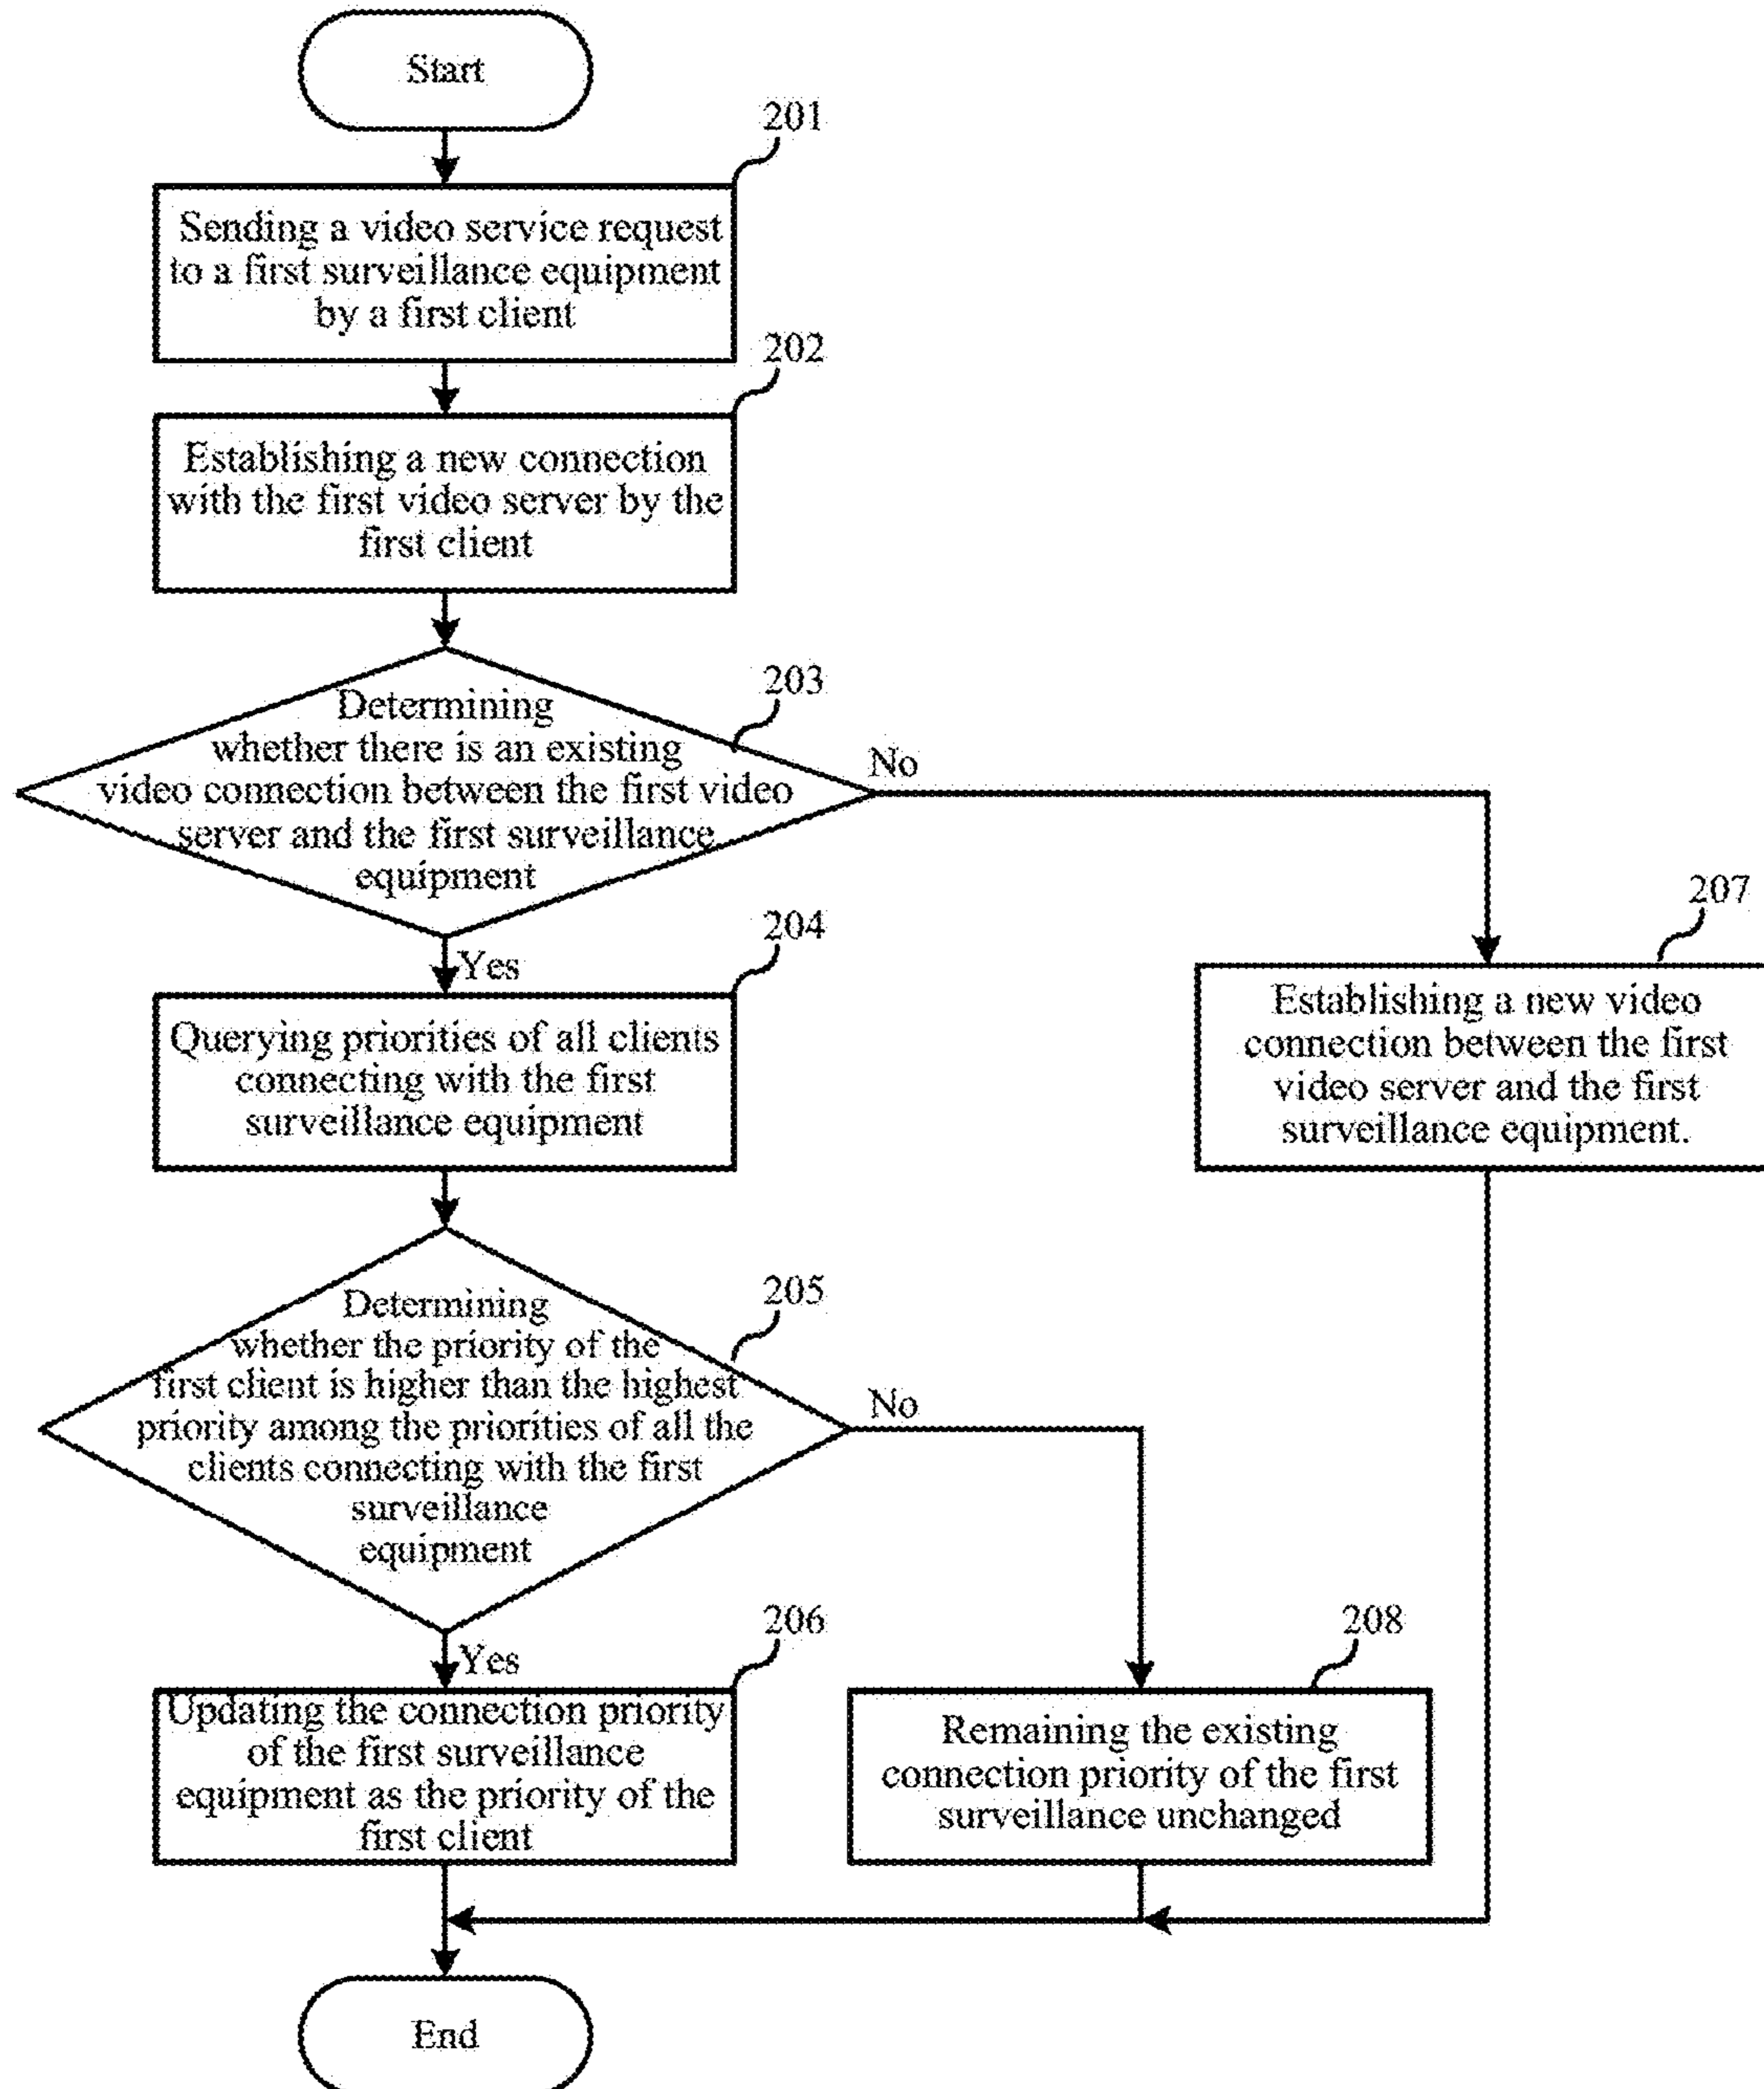 Start
201
Sending a video service request
to a first surveillance equipment
by a first client
202
Establishing a new connection
with the first video server by the
first client
203
Determining
whether there is an existing
video connection between the first video
server and the first surveillance
equipment
No
Yes
204
Querying priorities of all clients
connecting with the first
surveillance equipment
207
Establishing a new video
connection between the first
video server and the first
surveillance equipment.
205
Determining
whether the priority of the
first client is higher than the highest
priority among the priorities of all the
clients connecting with the first
surveillance
equipment
No
Yes
206
Updating the connection priority
of the first surveillance
equipment as the priority of the
first client
208
Remaining the existing
connection priority of the first
surveillance unchanged
End